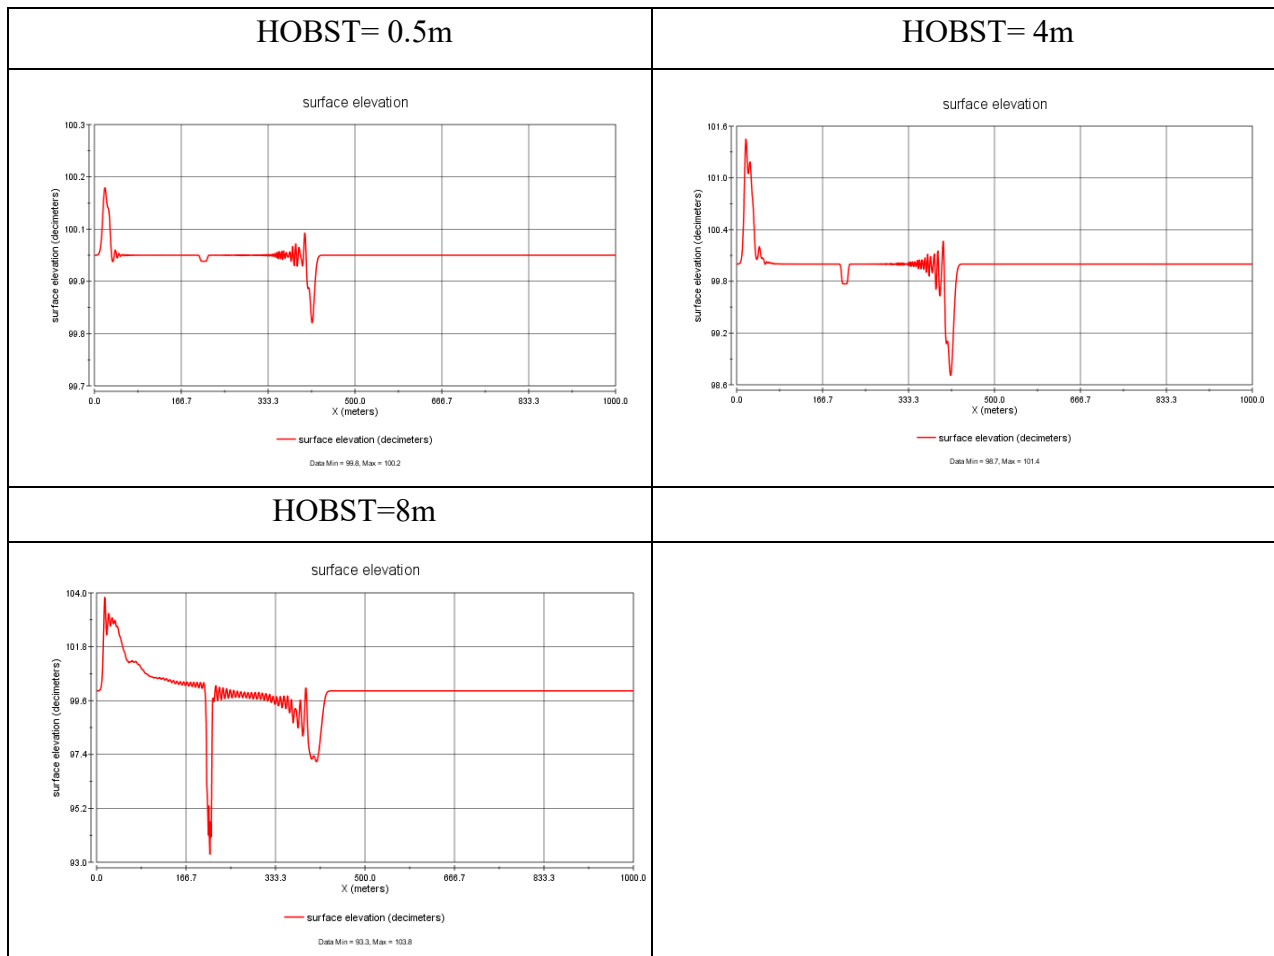 HOBST= 0.5m
HOBST= 4m
surface elevation
100.3
100.2
100.1
99.9
99.8
99.7
surface elevation (decimeters)
0.0 166.7 333.3 500.0 666.7 833.3 1000.0
X (meters)
surface elevation (decimeters)
Data Min = 99.8, Max = 100.2
surface elevation
101.6
101.0
100.4
99.8
99.2
98.6
surface elevation (decimeters)
0.0 166.7 333.3 500.0 666.7 833.3 1000.0
X (meters)
surface elevation (decimeters)
Data Min = 98.7, Max = 101.4
HOBST=8m
surface elevation
104.0
101.8
99.6
97.4
95.2
93.0
surface elevation (decimeters)
0.0 166.7 333.3 500.0 666.7 833.3 1000.0
X (meters)
surface elevation (decimeters)
Data Min = 93.3, Max = 103.8